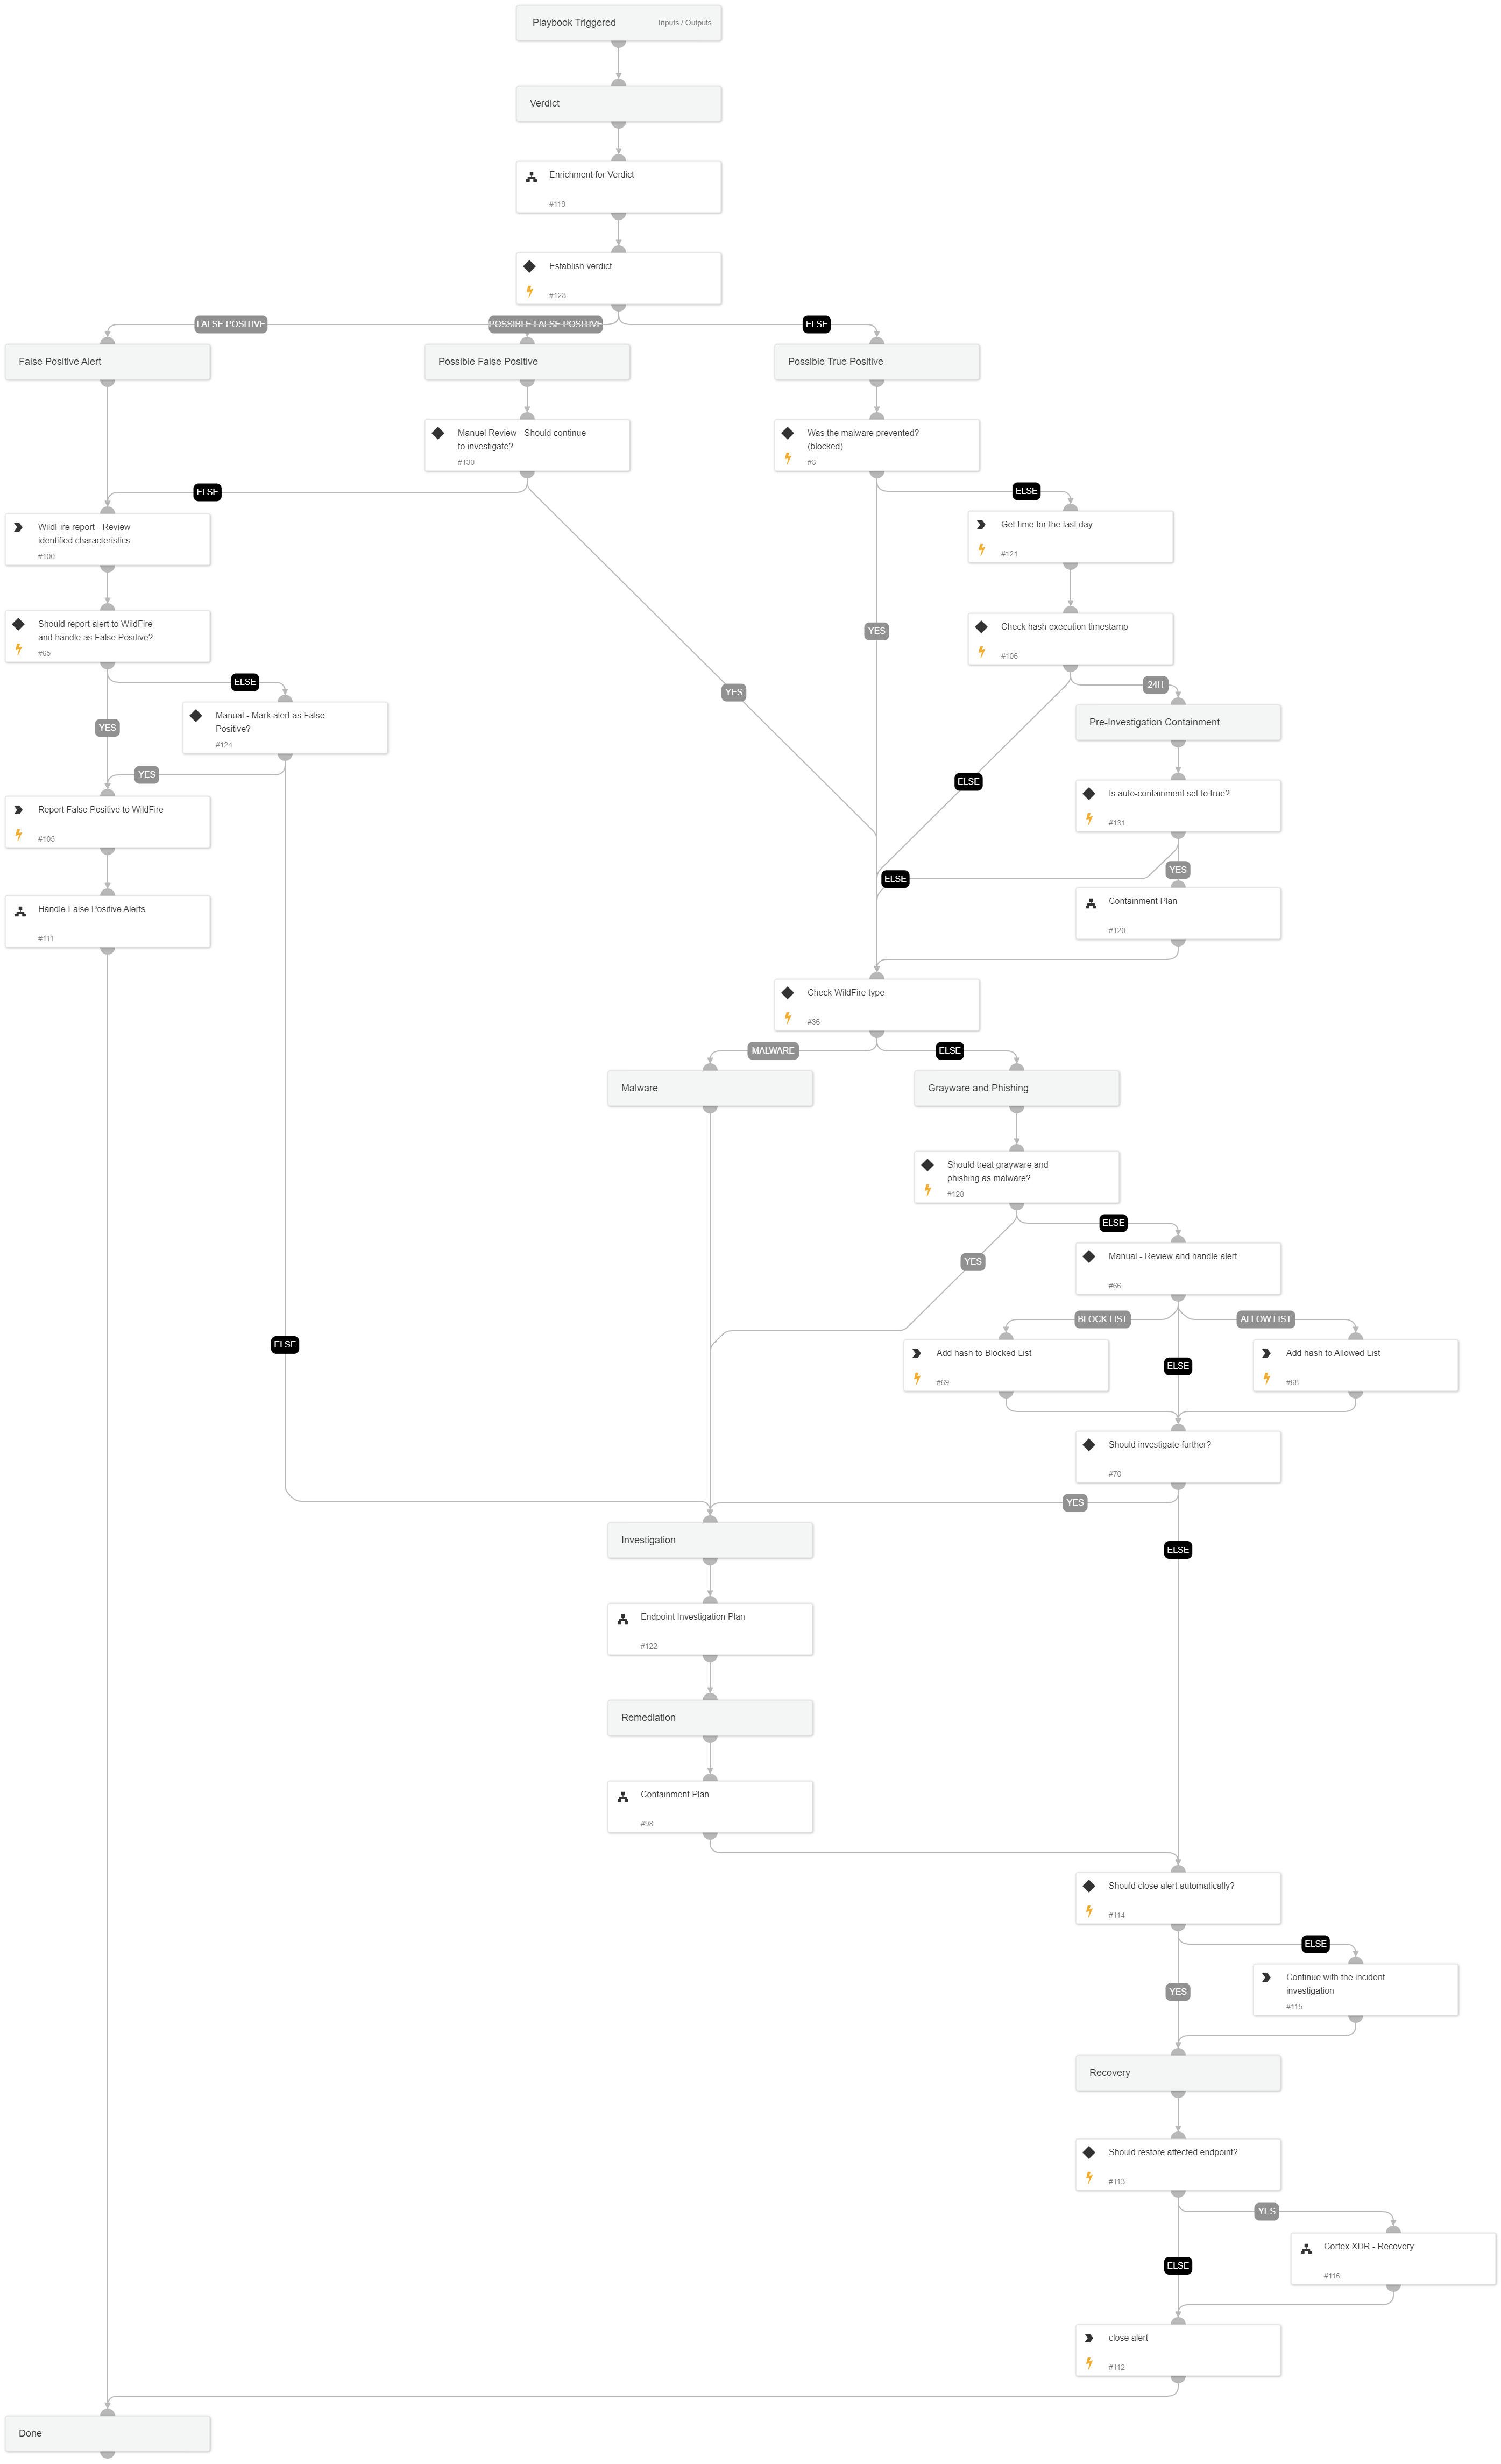 Playbook Triggered
Inputs / Outputs
Verdict
Enrichment for Verdict
#119
Establish verdict
#123
FALSE POSITIVE
POSSIBLE FALSE POSITIVE
ELSE
False Positive Alert
Possible False Positive
Possible True Positive
Manuel Review - Should continue
to investigate?
#130
Was the malware prevented?
(blocked)
#3
ELSE
ELSE
WildFire report - Review
identified characteristics
#100
Get time for the last day
#121
Should report alert to WildFire
and handle as False Positive?
#65
YES
Check hash execution timestamp
#106
ELSE
YES
24H
Manual - Mark alert as False
Positive?
#124
Pre-Investigation Containment
YES
YES
ELSE
Is auto-containment set to true?
#131
Report False Positive to WildFire
#105
YES
ELSE
Handle False Positive Alerts
#111
Containment Plan
#120
Check WildFire type
#36
MALWARE
ELSE
Malware
Grayware and Phishing
Should treat grayware and
phishing as malware?
#128
ELSE
YES
Manual - Review and handle alert
#66
BLOCK LIST
ALLOW LIST
ELSE
Add hash to Blocked List
#69
ELSE
Add hash to Allowed List
#68
Should investigate further?
#70
YES
Investigation
ELSE
Endpoint Investigation Plan
#122
Remediation
Containment Plan
#98
Should close alert automatically?
#114
ELSE
YES
Continue with the incident
investigation
#115
Recovery
Should restore affected endpoint?
#113
YES
ELSE
Cortex XDR - Recovery
#116
close alert
#112
Done